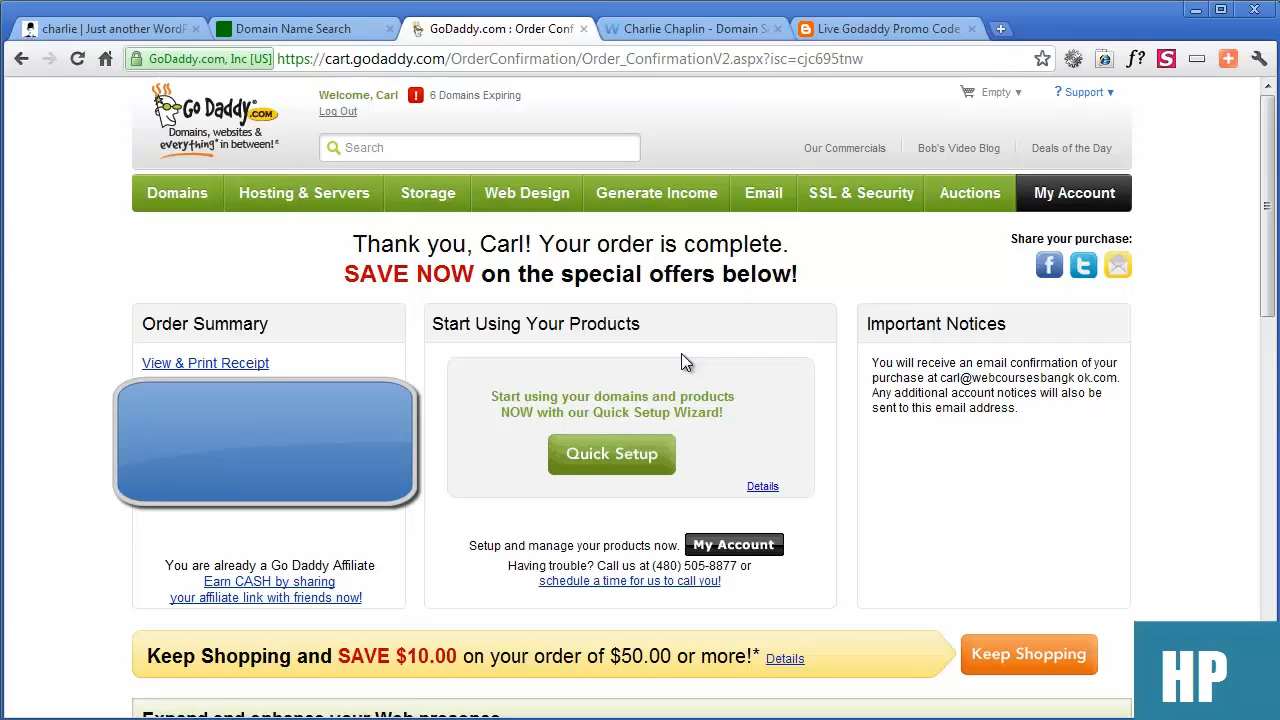 charlie | Just another WordP
Domain Name Search
GoDaddy.com : Order Conf
Charlie Chaplin - Domain S
Live Godaddy Promo Code
GoDaddy.com, Inc [US] https://cart.godaddy.com/OrderConfirmation/Order_ConfirmationV2.aspx?isc=cjc695tnw
Go Daddy .COM
Domains, websites &
everything* in between!®
Welcome, Carl ! 6 Domains Expiring
Log Out
Empty ▼ ? Support ▼
Search
Our Commercials Bob's Video Blog Deals of the Day
Domains Hosting & Servers Storage Web Design Generate Income Email SSL & Security Auctions My Account
Thank you, Carl! Your order is complete.
SAVE NOW on the special offers below!
Share your purchase:
Order Summary
View & Print Receipt
You are already a Go Daddy Affiliate
Earn CASH by sharing
your affiliate link with friends now!
Start Using Your Products
Start using your domains and products
NOW with our Quick Setup Wizard!
Quick Setup
Details
Setup and manage your products now. My Account
Having trouble? Call us at (480) 505-8877 or
schedule a time for us to call you!
Important Notices
You will receive an email confirmation of your
purchase at carl@webcoursesbangk ok.com.
Any additional account notices will also be
sent to this email address.
Keep Shopping and SAVE $10.00 on your order of $50.00 or more!* Details
Keep Shopping
HP
Expand and enhance your Web presence